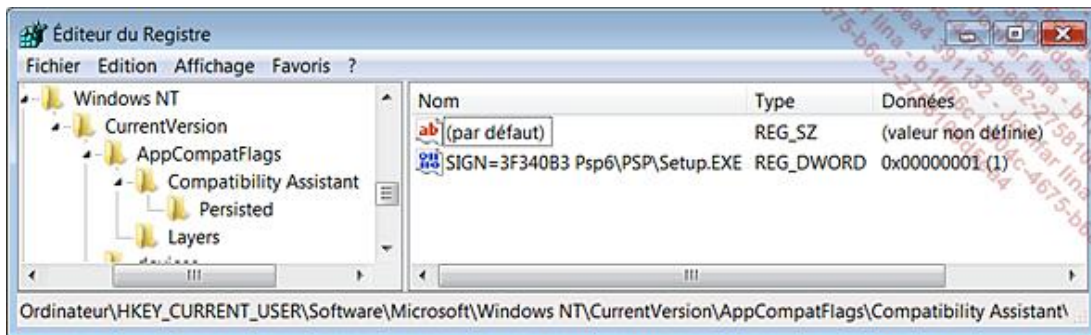 Éditeur du Registre
Fichier Edition Affichage Favoris ?
Windows NT
CurrentVersion
AppCompatFlags
Compatibility Assistant
Persisted
Layers
Nom Type Données
(par défaut) REG_SZ (valeur non définie)
SIGN=3F340B3 Psp6\PSP\Setup.EXE REG_DWORD 0x00000001 (1)
Ordinateur\HKEY_CURRENT_USER\Software\Microsoft\Windows NT\CurrentVersion\AppCompatFlags\Compatibility Assistant\